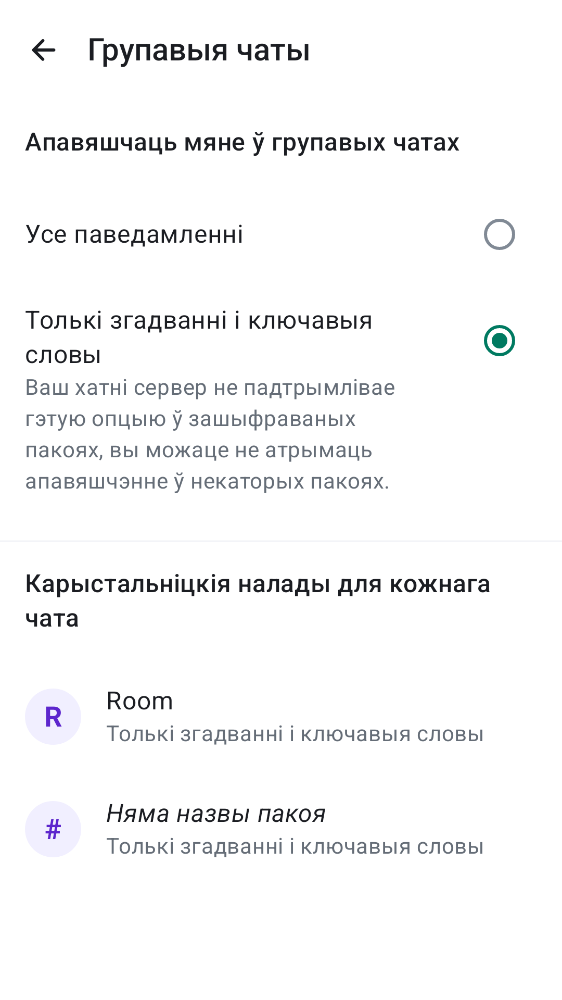 Групавыя чаты
Апавяшчаць мяне ў групавых чатах
Усе паведамленні
Толькі згадванні і ключавыя
словы
Ваш хатні сервер не падтрымлівае
гэтую опцыю ў зашыфраваных
пакоях, вы можаце не атрымаць
апавяшчэнне ў некаторых пакоях.
Карыстальніцкія налады для кожнага
чата
R
Room
Толькі згадванні і ключавыя словы
#
Няма назвы пакоя
Толькі згадванні і ключавыя словы